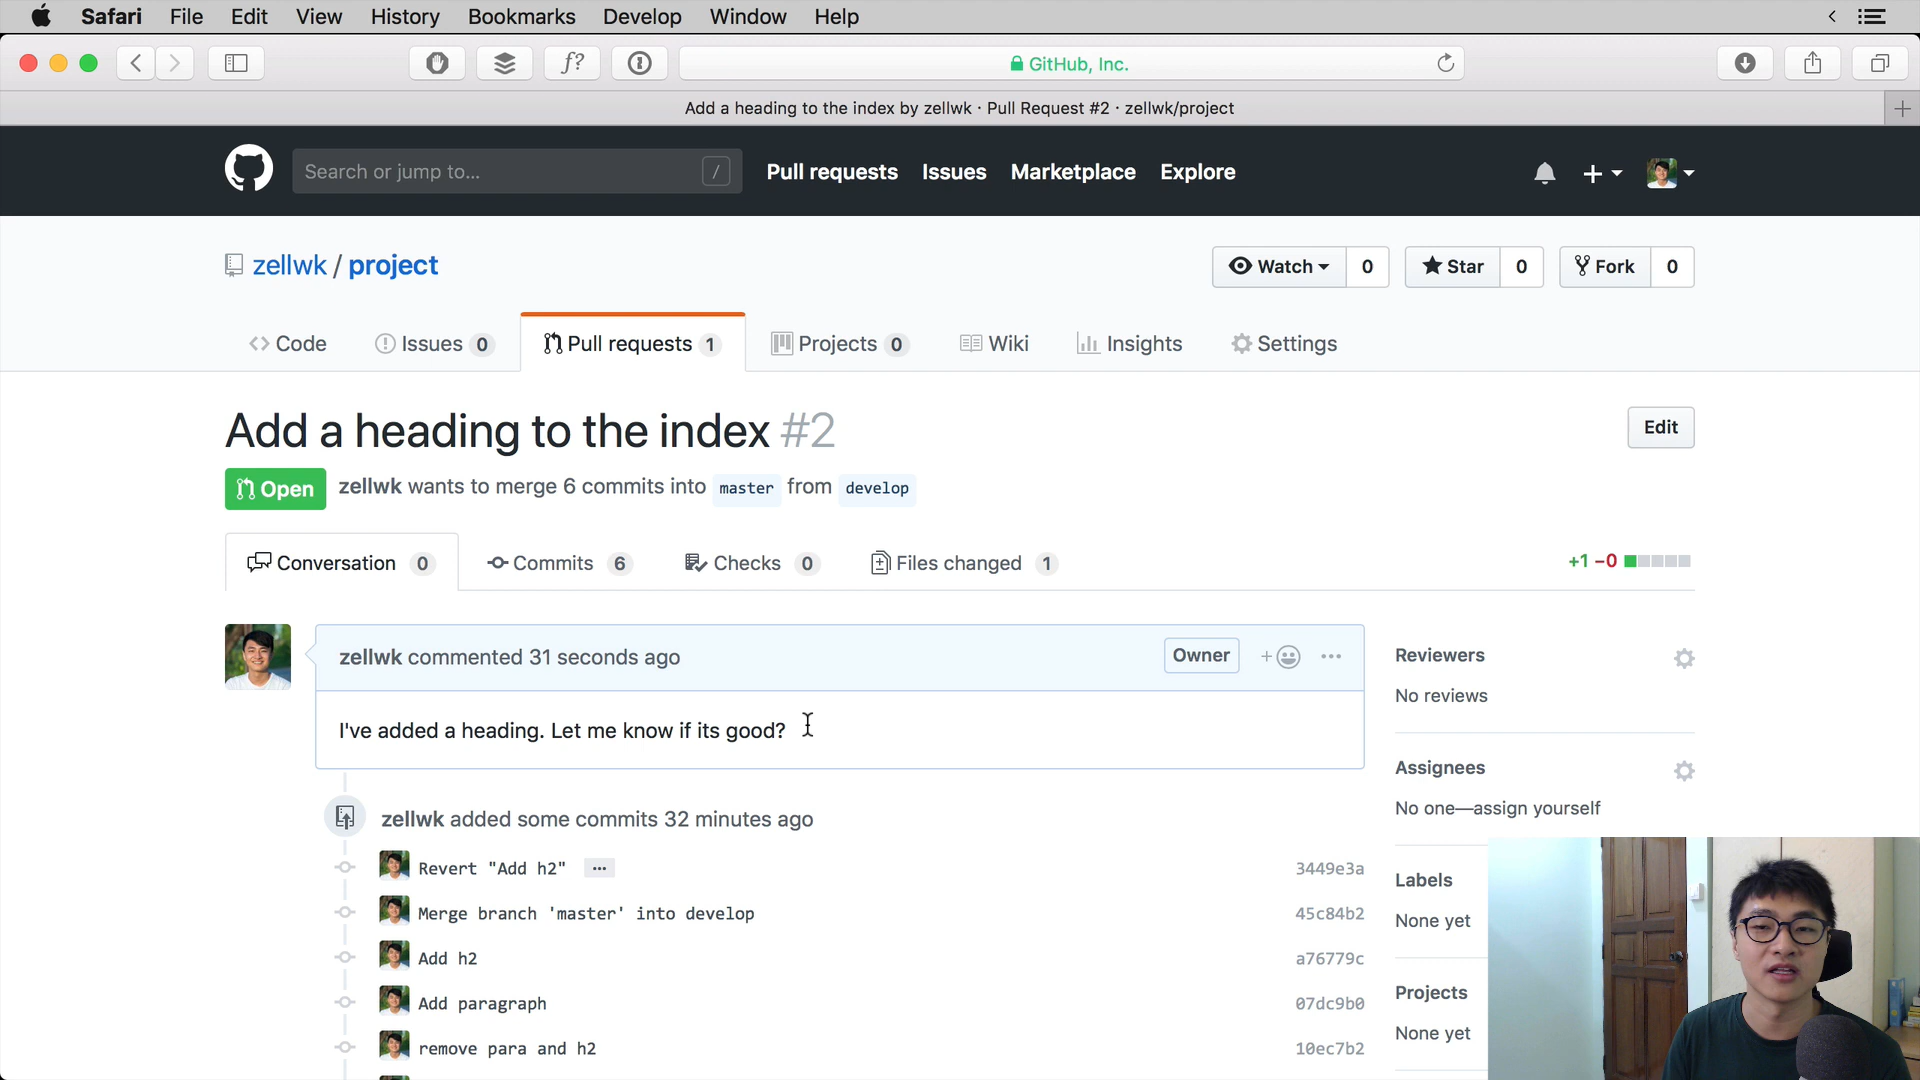 Safari File Edit View History Bookmarks Develop Window Help
f? GitHub, Inc.
Add a heading to the index by zellwk · Pull Request #2 · zellwk/project
Search or jump to... / Pull requests Issues Marketplace Explore
zellwk / project Watch 0 Star 0 Fork 0
Code Issues 0 Pull requests 1 Projects 0 Wiki Insights Settings
Add a heading to the index #2 Edit
Open zellwk wants to merge 6 commits into master from develop
Conversation 0 Commits 6 Checks 0 Files changed 1 +1 −0
zellwk commented 31 seconds ago Owner
I've added a heading. Let me know if its good?
Reviewers
No reviews
Assignees
No one—assign yourself
Labels
None yet
Projects
None yet
zellwk added some commits 32 minutes ago
Revert "Add h2" ... 3449e3a
Merge branch 'master' into develop 45c84b2
Add h2 a76779c
Add paragraph 07dc9b0
remove para and h2 10ec7b2